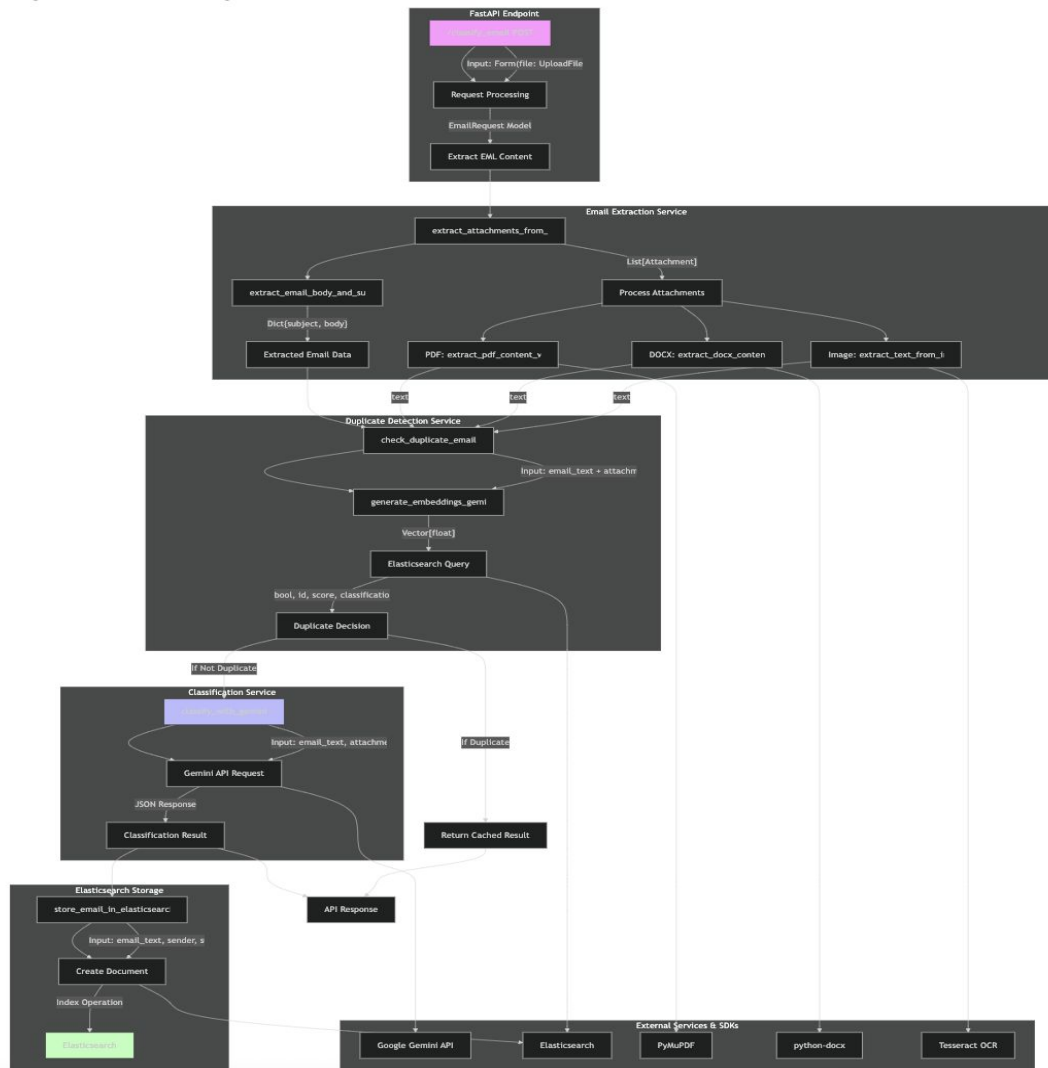 FastAPI Endpoint
Input: Form(file: UploadFile
Request Processing
EmailRequest Model
Extract EML Content
Email Extraction Service
extract_attachments_from_
List[Attachment]
extract_email_body_and_su
Process Attachments
Dict{subject, body]
Extracted Email Data
PDF: extract_pdf_content_v
DOCX: extract_docx_conten
Image: extract_text_from_i
text
text
text
Duplicate Detection Service
check_duplicate_email
Input: email_text + attachm
generate_embeddings_gemi
Vector[float]
Elasticsearch Query
bool, id, score, classificatio
Duplicate Decision
If Not Duplicate
Classification Service
If Duplicate
Input: email_text, attachme
Gemini API Request
JSON Response
Classification Result
Return Cached Result
Elasticsearch Storage
store_email_in_elasticsearc
API Response
Input: email_text, sender, s
Create Document
Index Operation
Elasticsearch
External Services & SDKs
Google Gemini API
Elasticsearch
PyMuPDF
python-docx
Tesseract OCR